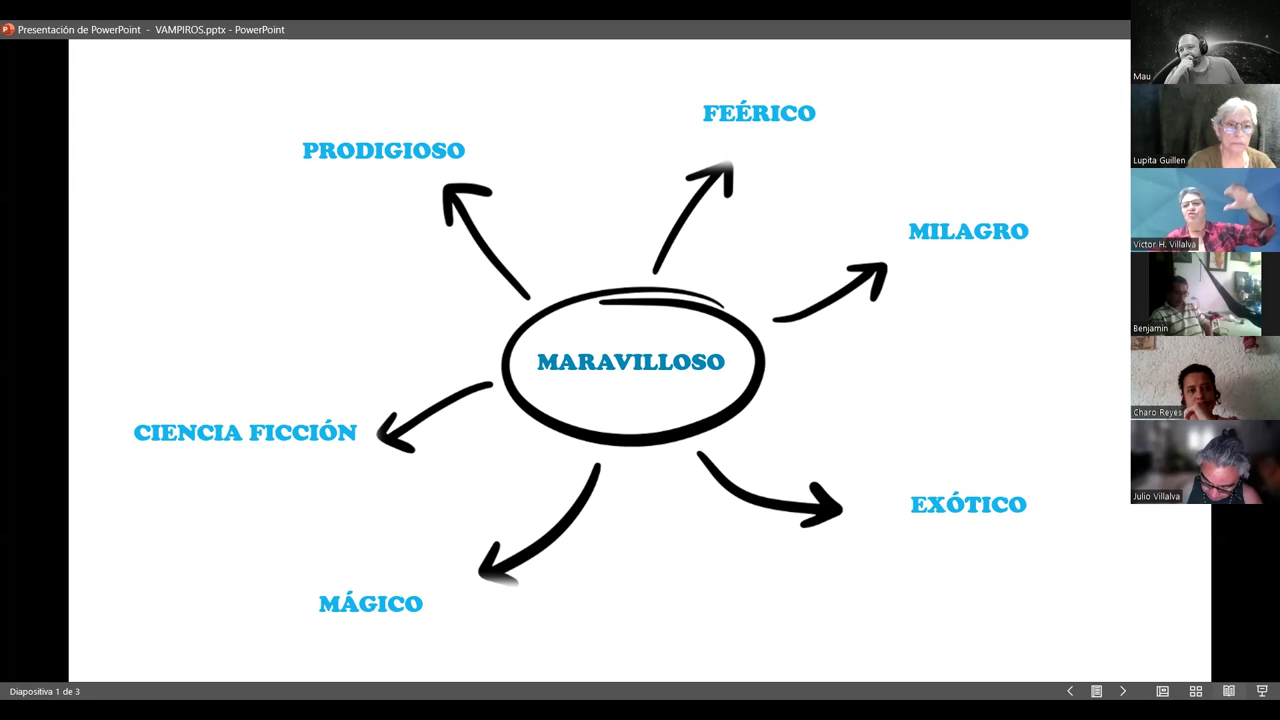 Presentación de PowerPoint - VAMPIROS.pptx - PowerPoint
FEÉRICO
PRODIGIOSO
MILAGRO
MARAVILLOSO
CIENCIA FICCIÓN
EXÓTICO
MÁGICO
Mau
Lupita Guillen
Víctor H. Villalva
Benjamin
Charo Reyes
Julio Villalva
Diapositiva 1 de 3